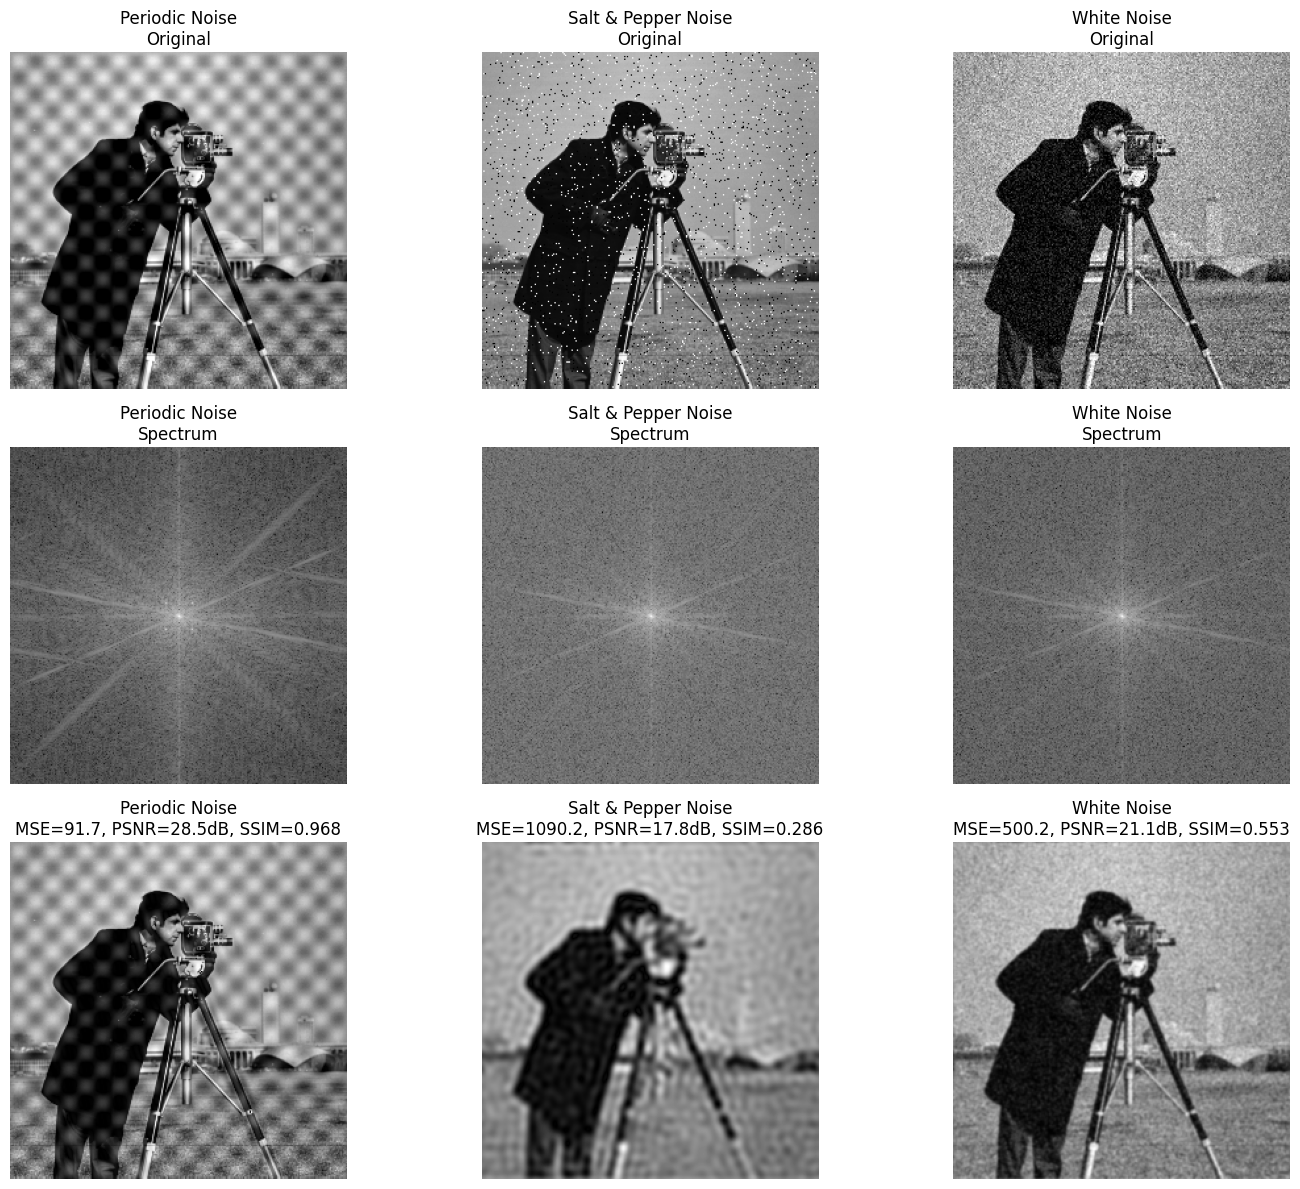 Periodic Noise
Original
Salt & Pepper Noise
Original
White Noise
Original
Periodic Noise
Spectrum
Salt & Pepper Noise
Spectrum
White Noise
Spectrum
Periodic Noise
MSE=91.7, PSNR=28.5dB, SSIM=0.968
Salt & Pepper Noise
MSE=1090.2, PSNR=17.8dB, SSIM=0.286
White Noise
MSE=500.2, PSNR=21.1dB, SSIM=0.553